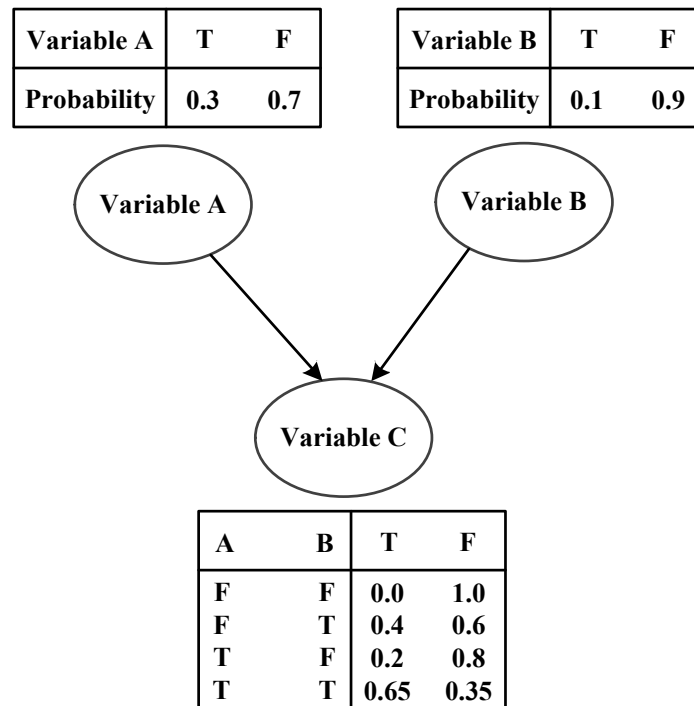 Variable A T F
Probability 0.3 0.7
Variable B T F
Probability 0.1 0.9
Variable A
Variable B
Variable C
A B T F
F F 0.0 1.0
F T 0.4 0.6
T F 0.2 0.8
T T 0.65 0.35